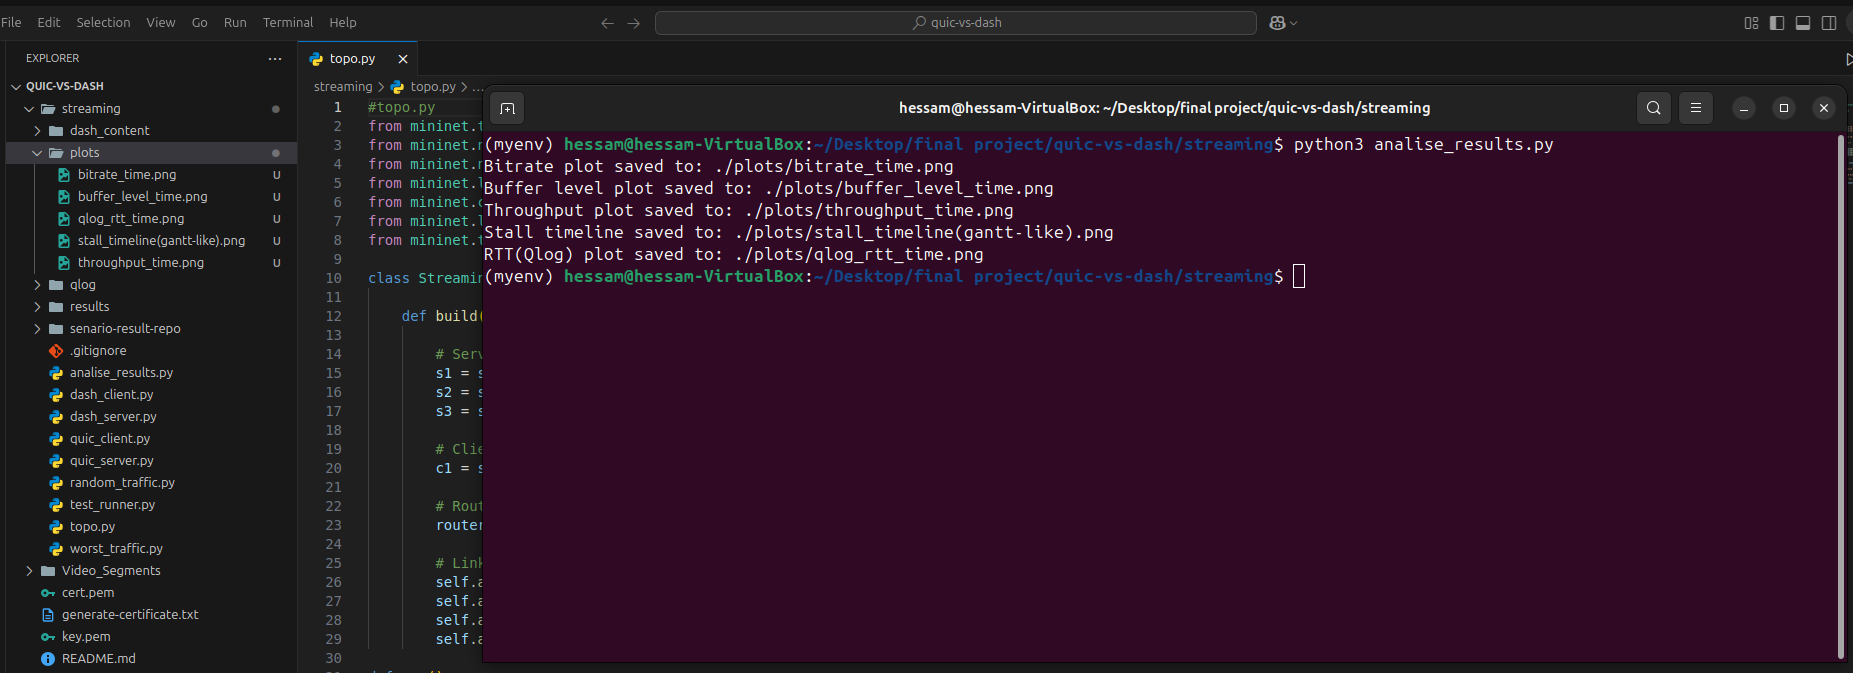 File Edit Selection View Go Run Terminal Help
quic-vs-dash
EXPLORER
QUIC-VS-DASH
streaming
dash_content
plots
bitrate_time.png U
buffer_level_time.png U
qlog_rtt_time.png U
stall_timeline(gantt-like).png U
throughput_time.png U
qlog
results
senario-result-repo
.gitignore
analise_results.py
dash_client.py
dash_server.py
quic_client.py
quic_server.py
random_traffic.py
test_runner.py
topo.py
worst_traffic.py
Video_Segments
cert.pem
generate-certificate.txt
key.pem
README.md
topo.py
streaming > topo.py > ...
1 #topo.py
2 from mininet.
3 from mininet.
4 from mininet.
5 from mininet.
6 from mininet.
7 from mininet.
8 from mininet.
9
10 class
11
12 def build(
13
14 #
15 s1 =
16 s2 =
17 s3 =
18
19 #
20 c1 =
21
22 #
23 router
24
25 #
26 self.
27 self.
28 self.
29 self.
30
hessam@hessam-VirtualBox: ~/Desktop/final project/quic-vs-dash/streaming
(myenv) hessam@hessam-VirtualBox:~/Desktop/final project/quic-vs-dash/streaming$ python3 analise_results.py
Bitrate plot saved to: ./plots/bitrate_time.png
Buffer level plot saved to: ./plots/buffer_level_time.png
Throughput plot saved to: ./plots/throughput_time.png
Stall timeline saved to: ./plots/stall_timeline(gantt-like).png
RTT(Qlog) plot saved to: ./plots/qlog_rtt_time.png
(myenv) hessam@hessam-VirtualBox:~/Desktop/final project/quic-vs-dash/streaming$